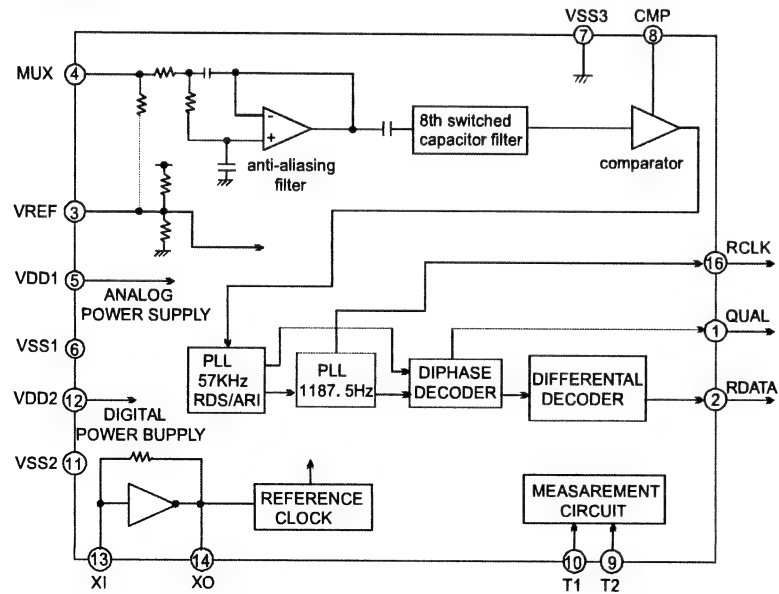 VSS3 CMP
7 8
MUX 4
8th switched
capacitor filter
-
+
anti-aliasing
filter
comparator
VREF 3
RCLK
16
VDD1 5
ANALOG
POWER SUPPLY
QUAL
1
VSS1 6
PLL
57KHz
RDS/ARI
PLL
1187. 5Hz
DIPHASE
DECODER
DIFFERENTAL
DECODER
RDATA
2
VDD2 12
DIGITAL
POWER BUPPLY
VSS2 11
REFERENCE
CLOCK
MEASAREMENT
CIRCUIT
13 14 10 9
XI XO T1 T2